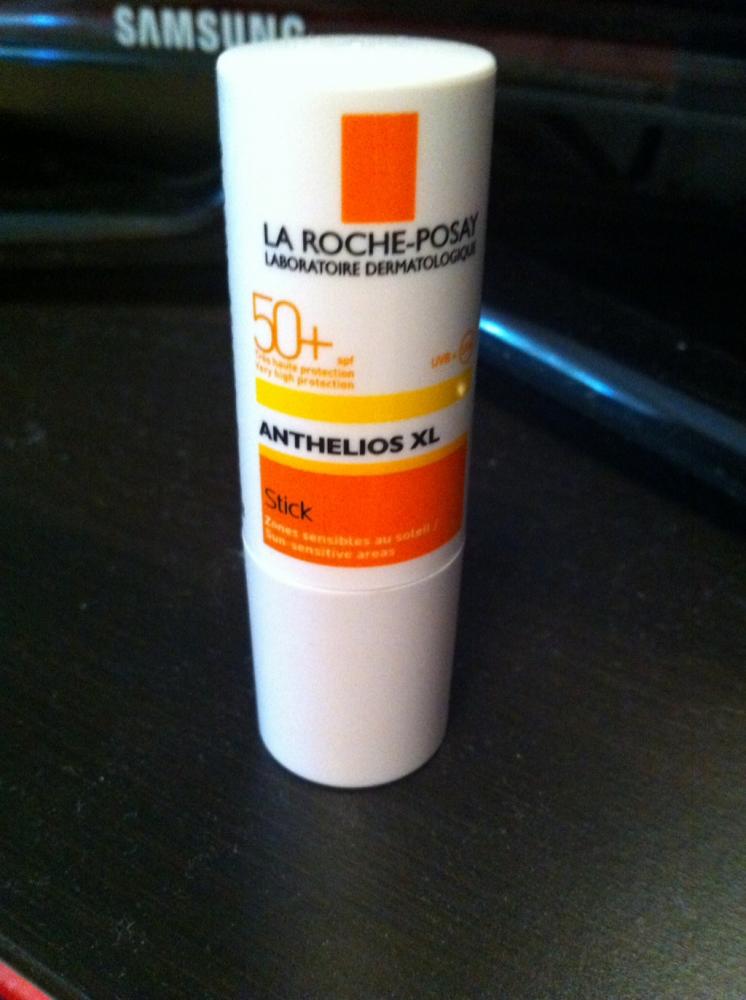 SAMSUNG
LA ROCHE-POSAY
LABORATOIRE DERMATOLOGIQUE
50+
spf
Très haute protection
Very high protection
UVB +
ANTHELIOS XL
Stick
Zones sensibles au soleil /
Sun-sensitive areas